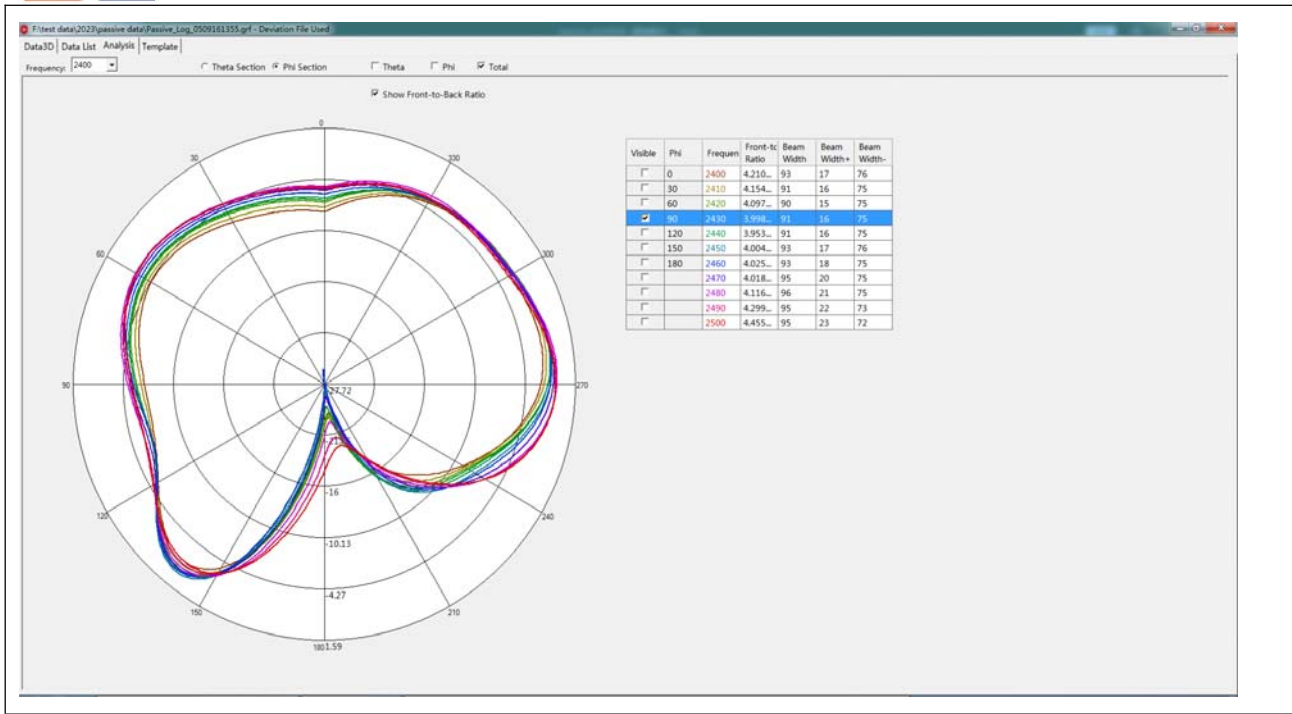 F:\test data\2023\passive data\Passive_Log_0509161355.grf - Deviation File Used
Data3D Data List Analysis Template
Frequency: 2400 Theta Section Phi Section Theta Phi Total
Show Front-to-Back Ratio
0
30 330
60 300
90 270
120 240
150 210
180
-27.72
-16
-10.13
-4.27
1.59
Visible Phi Frequen Front-tc Ratio Beam Width Beam Width+ Beam Width-
0 2400 4.210... 93 17 76
30 2410 4.154... 91 16 75
60 2420 4.097... 90 15 75
90 2430 3.998... 91 16 75
120 2440 3.953... 91 16 75
150 2450 4.004... 93 17 76
180 2460 4.025... 93 18 75
2470 4.018... 95 20 75
2480 4.116... 96 21 75
2490 4.299... 95 22 73
2500 4.455... 95 23 72